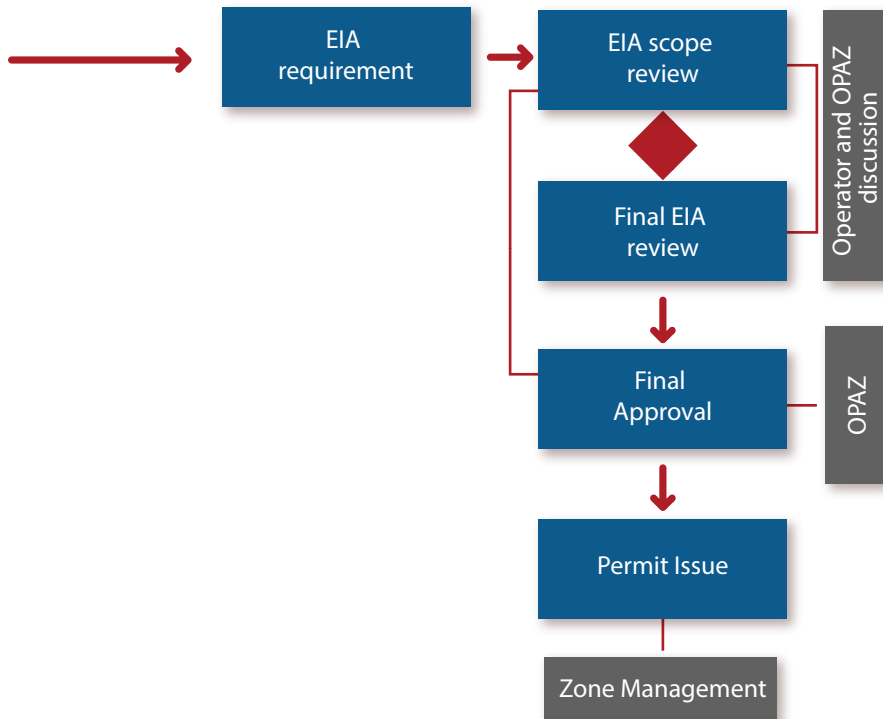 EIA
requirement
EIA scope
review
Operator and OPAZ
discussion
Final EIA
review
Final
Approval
OPAZ
Permit Issue
Zone Management